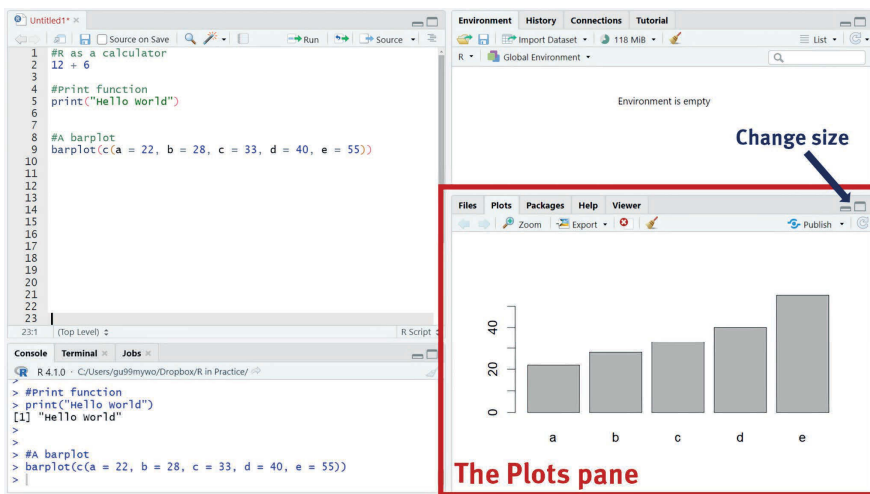 Untitled1*
Source on Save
Run
Source
1 #R as a calculator
2 12 + 6
3
4 #Print function
5 print("Hello World")
6
7
8 #A barplot
9 barplot(c(a = 22, b = 28, c = 33, d = 40, e = 55))
10
11
12
13
14
15
16
17
18
19
20
21
22
23
23:1 (Top Level) R Script
Console Terminal Jobs
R 4.1.0 · C:/Users/gu99mywo/Dropbox/R in Practice/
>
> #Print function
> print("Hello World")
[1] "Hello World"
>
>
> #A barplot
> barplot(c(a = 22, b = 28, c = 33, d = 40, e = 55))
>
Environment History Connections Tutorial
Import Dataset 118 MiB List
R Global Environment
Environment is empty
Change size
Files Plots Packages Help Viewer
Zoom Export Publish
40
20
0
a b c d e
The Plots pane